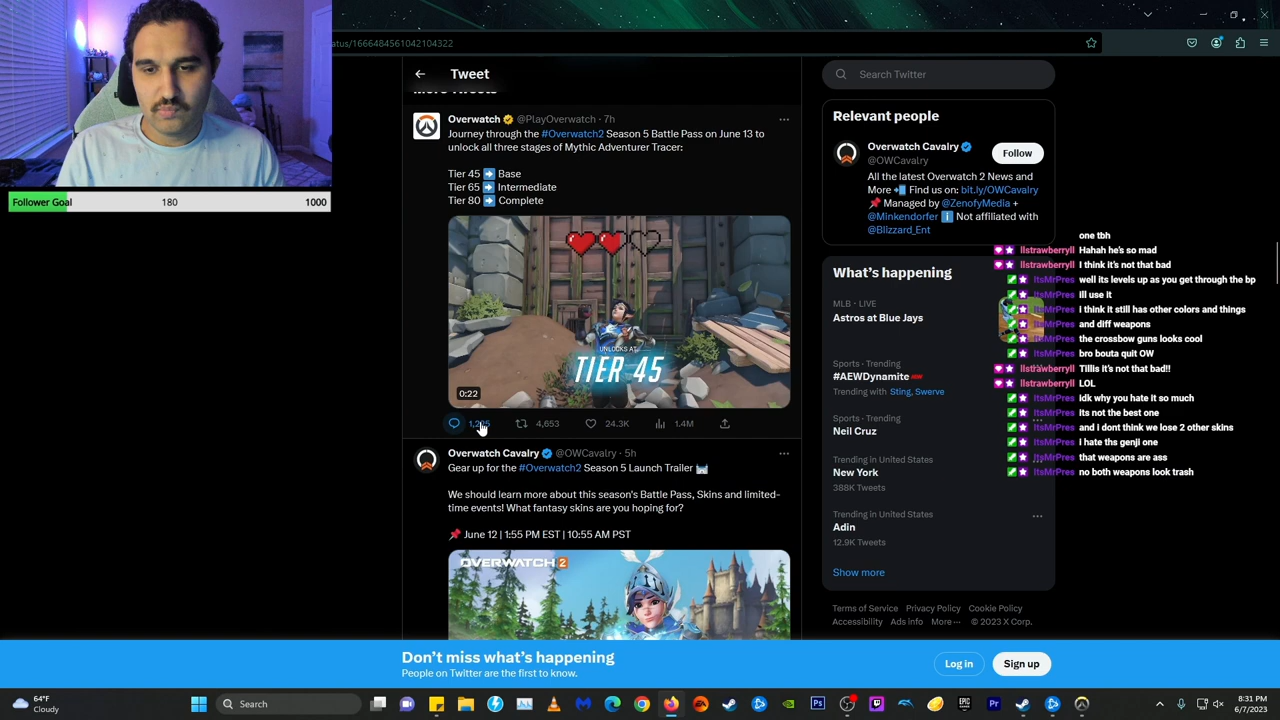 atus/1666484561042104322
Follower Goal 180 1000
Tweet
Search Twitter
Overwatch @PlayOverwatch · 7h
Journey through the #Overwatch2 Season 5 Battle Pass on June 13 to
unlock all three stages of Mythic Adventurer Tracer:
Tier 45 ➡️ Base
Tier 65 ➡️ Intermediate
Tier 80 ➡️ Complete
UNLOCKS AT
TIER 45
0:22
4,653 24.3K 1.4M
Overwatch Cavalry @OWCavalry · 5h
Gear up for the #Overwatch2 Season 5 Launch Trailer
We should learn more about this season's Battle Pass, Skins and limited-
time events! What fantasy skins are you hoping for?
📌 June 12 | 1:55 PM EST | 10:55 AM PST
OVERWATCH 2
Relevant people
Overwatch Cavalry
@OWCavalry
Follow
All the latest Overwatch 2 News and
More 📲 Find us on: bit.ly/OWCavalry
📌 Managed by @ZenofyMedia +
@Minkendorfer ℹ️ Not affiliated with
@Blizzard_Ent
What's happening
MLB · LIVE
Astros at Blue Jays
Sports · Trending
#AEWDynamite
Trending with Sting, Swerve
Sports · Trending
Neil Cruz
Trending in United States
New York
388K Tweets
Trending in United States
Adin
12.9K Tweets
Show more
Terms of Service Privacy Policy Cookie Policy
Accessibility Ads info More ··· © 2023 X Corp.
one tbh
llstrawberryll Hahah he's so mad
llstrawberryll I think it's not that bad
ItsMrPres well its levels up as you get through the bp
ItsMrPres ill use it
ItsMrPres i think it still has other colors and things
ItsMrPres and diff weapons
ItsMrPres the crossbow guns looks cool
ItsMrPres bro bouta quit OW
llstrawberryll Tillis it's not that bad!!
llstrawberryll LOL
ItsMrPres idk why you hate it so much
ItsMrPres Its not the best one
ItsMrPres and i dont think we lose 2 other skins
ItsMrPres i hate ths genji one
ItsMrPres that weapons are ass
ItsMrPres no both weapons look trash
Don't miss what's happening
People on Twitter are the first to know.
Log in
Sign up
64°F
Cloudy
Search
8:31 PM
6/7/2023